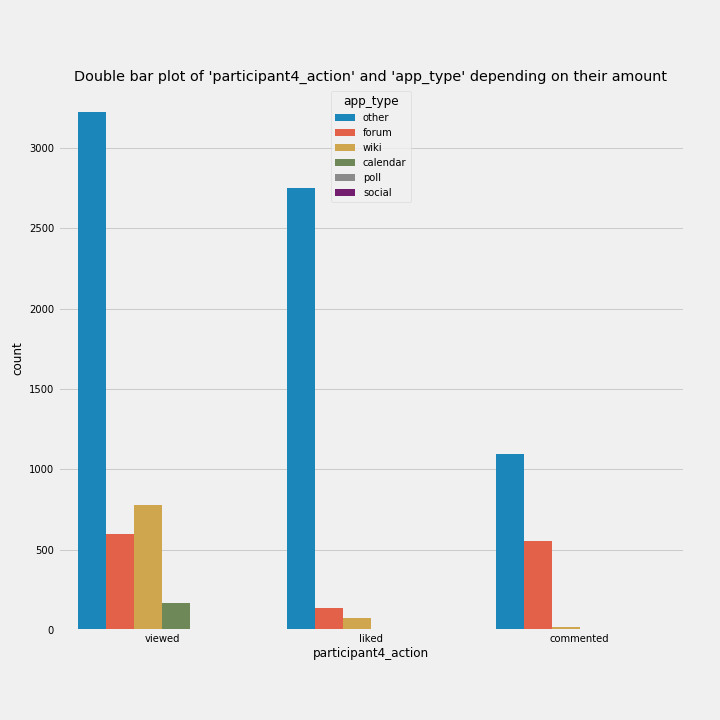 Double bar plot of 'participant4_action' and 'app_type' depending on their amount
app_type
other
forum
wiki
calendar
poll
social
3000
2500
2000
1500
1000
500
0
count
viewed
liked
commented
participant4_action